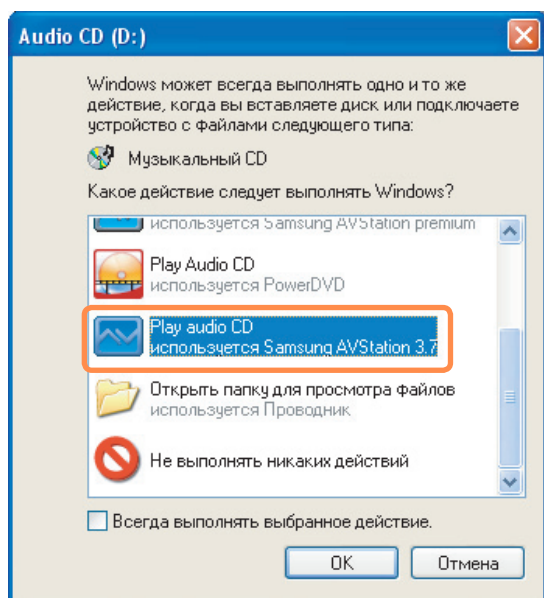 Audio CD (D:)
Windows может всегда выполнять одно и то же
действие, когда вы вставляете диск или подключаете
устройство с файлами следующего типа:
Музыкальный CD
Какое действие следует выполнять Windows?
используется Samsung AVStation premium
Play Audio CD
используется PowerDVD
Play audio CD
используется Samsung AVStation 3.7
Открыть папку для просмотра файлов
используется Проводник
Не выполнять никаких действий
Всегда выполнять выбранное действие.
OK
Отмена